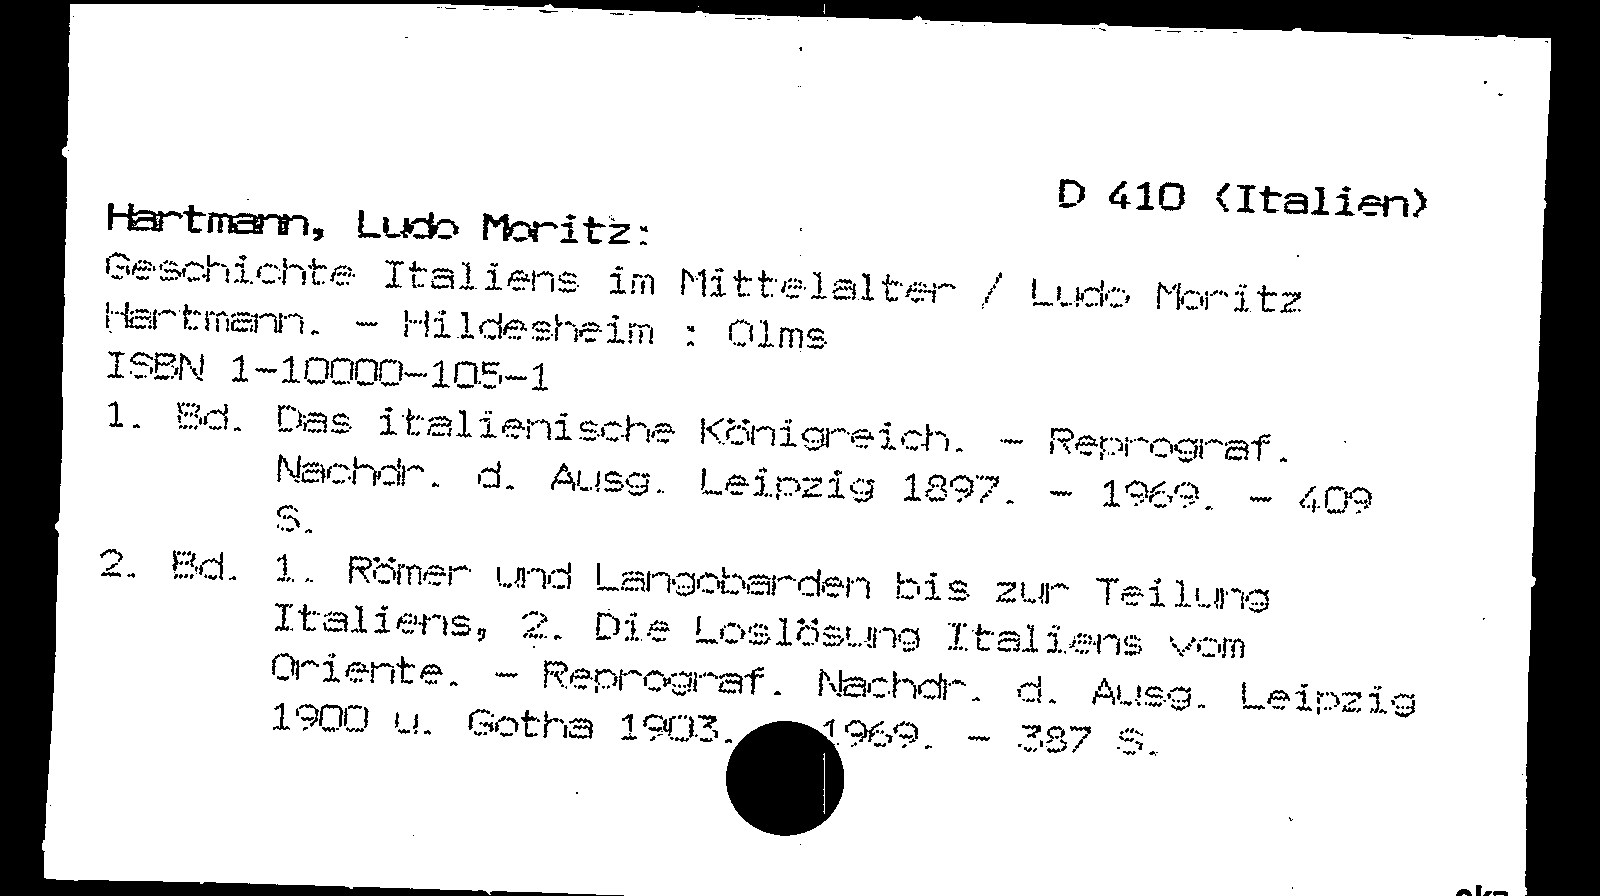 D 410 (Italien)
Hartmann, Ludo Moritz:
Geschichte Italiens im Mittelalter / Ludo Moritz
Hartmann. - Hildesheim : Olms
ISBN 1-10000-105-1
1. Bd. Das italienische Königreich. - Reprograf.
Nachdr. d. Ausg. Leipzig 1897. - 1969. - 409
S.
2. Bd. 1. Römer und Langobarden bis zur Teilung
Italiens, 2. Die Loslösung Italiens vom
Oriente. - Reprograf. Nachdr. d. Ausg. Leipzig
1900 u. Gotha 1903. 1969. - 387 S.